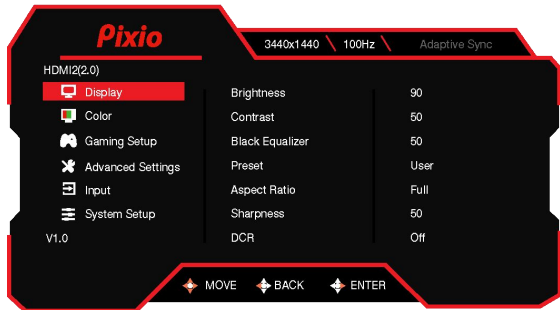 Pixio
3440x1440 100Hz Adaptive Sync
HDMI2(2.0)
Display Brightness 90
Color Contrast 50
Gaming Setup Black Equalizer 50
Advanced Settings Preset User
Input Aspect Ratio Full
System Setup Sharpness 50
V1.0 DCR Off
MOVE BACK ENTER